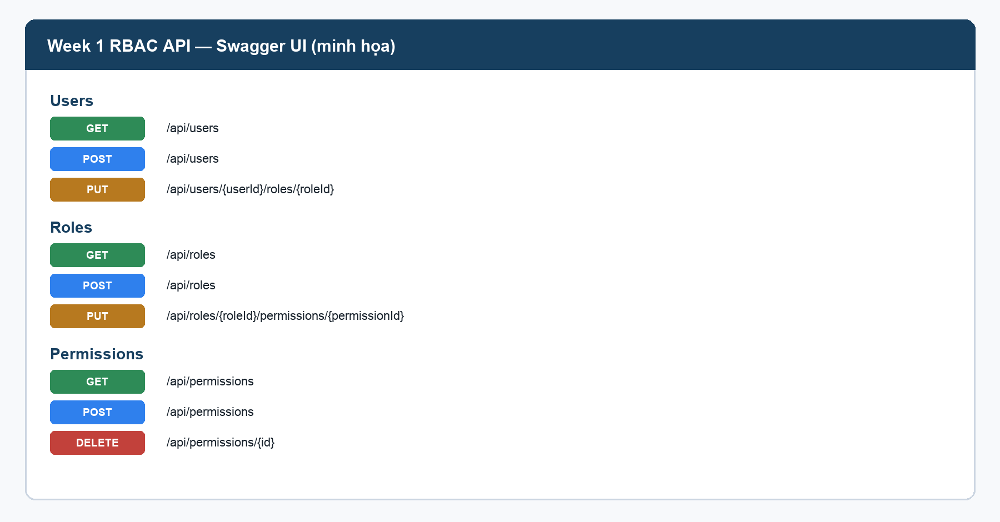 Week 1 RBAC API — Swagger UI (minh họa)
Users
GET /api/users
POST /api/users
PUT /api/users/{userId}/roles/{roleId}
Roles
GET /api/roles
POST /api/roles
PUT /api/roles/{roleId}/permissions/{permissionId}
Permissions
GET /api/permissions
POST /api/permissions
DELETE /api/permissions/{id}